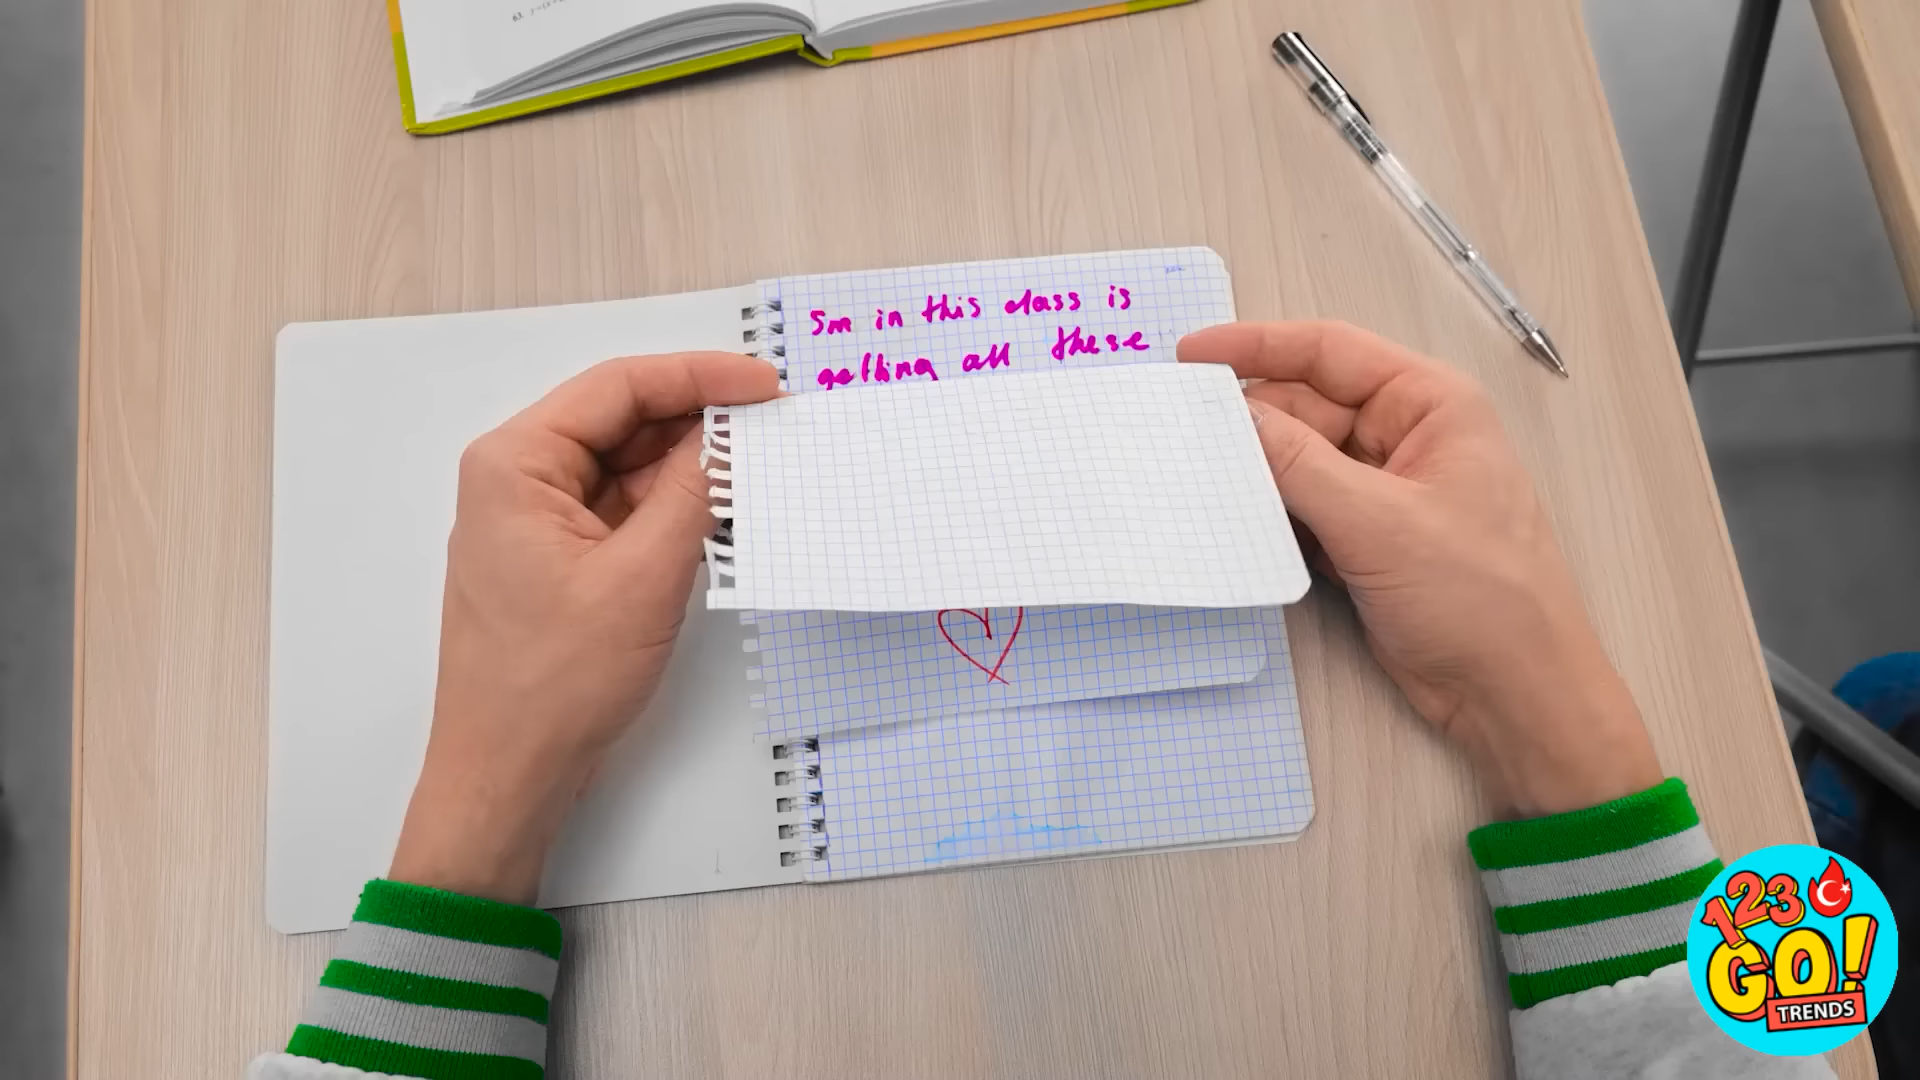 Sm in this class is
getting all these
123
GO!
TRENDS